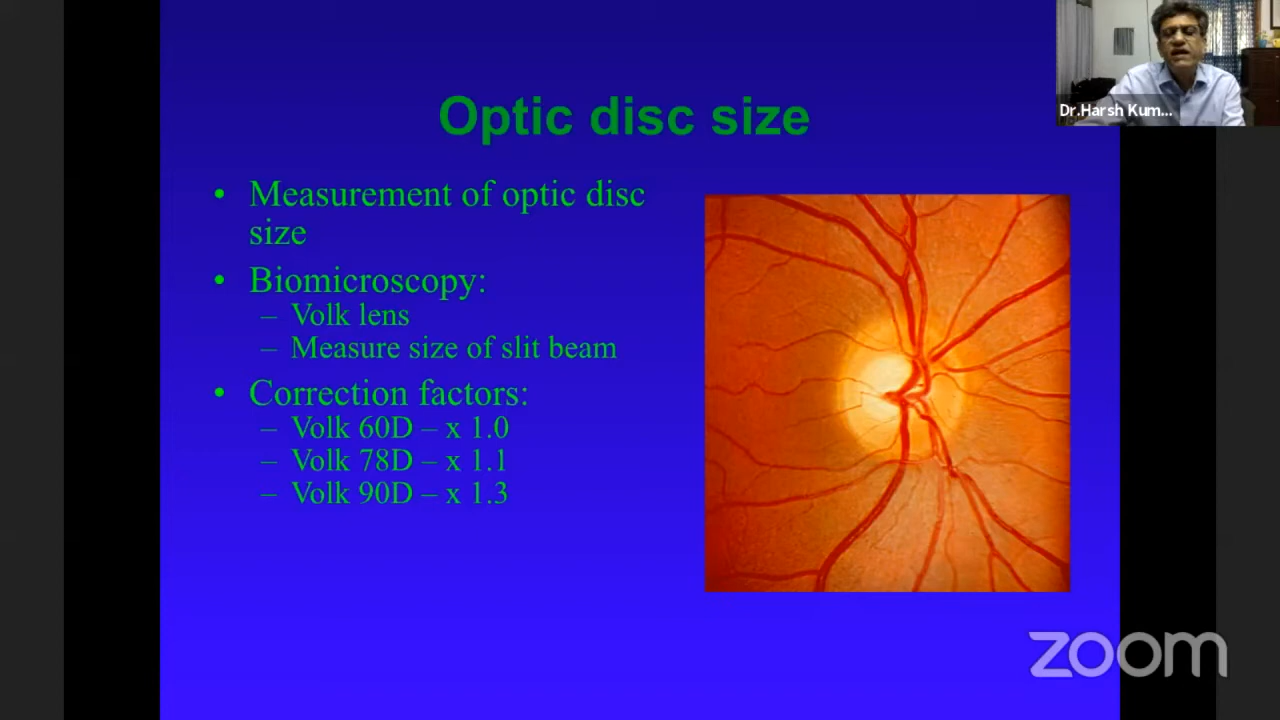 Optic disc size
• Measurement of optic disc
size
• Biomicroscopy:
– Volk lens
– Measure size of slit beam
• Correction factors:
– Volk 60D – x 1.0
– Volk 78D – x 1.1
– Volk 90D – x 1.3
Dr.Harsh Kum...
zoom